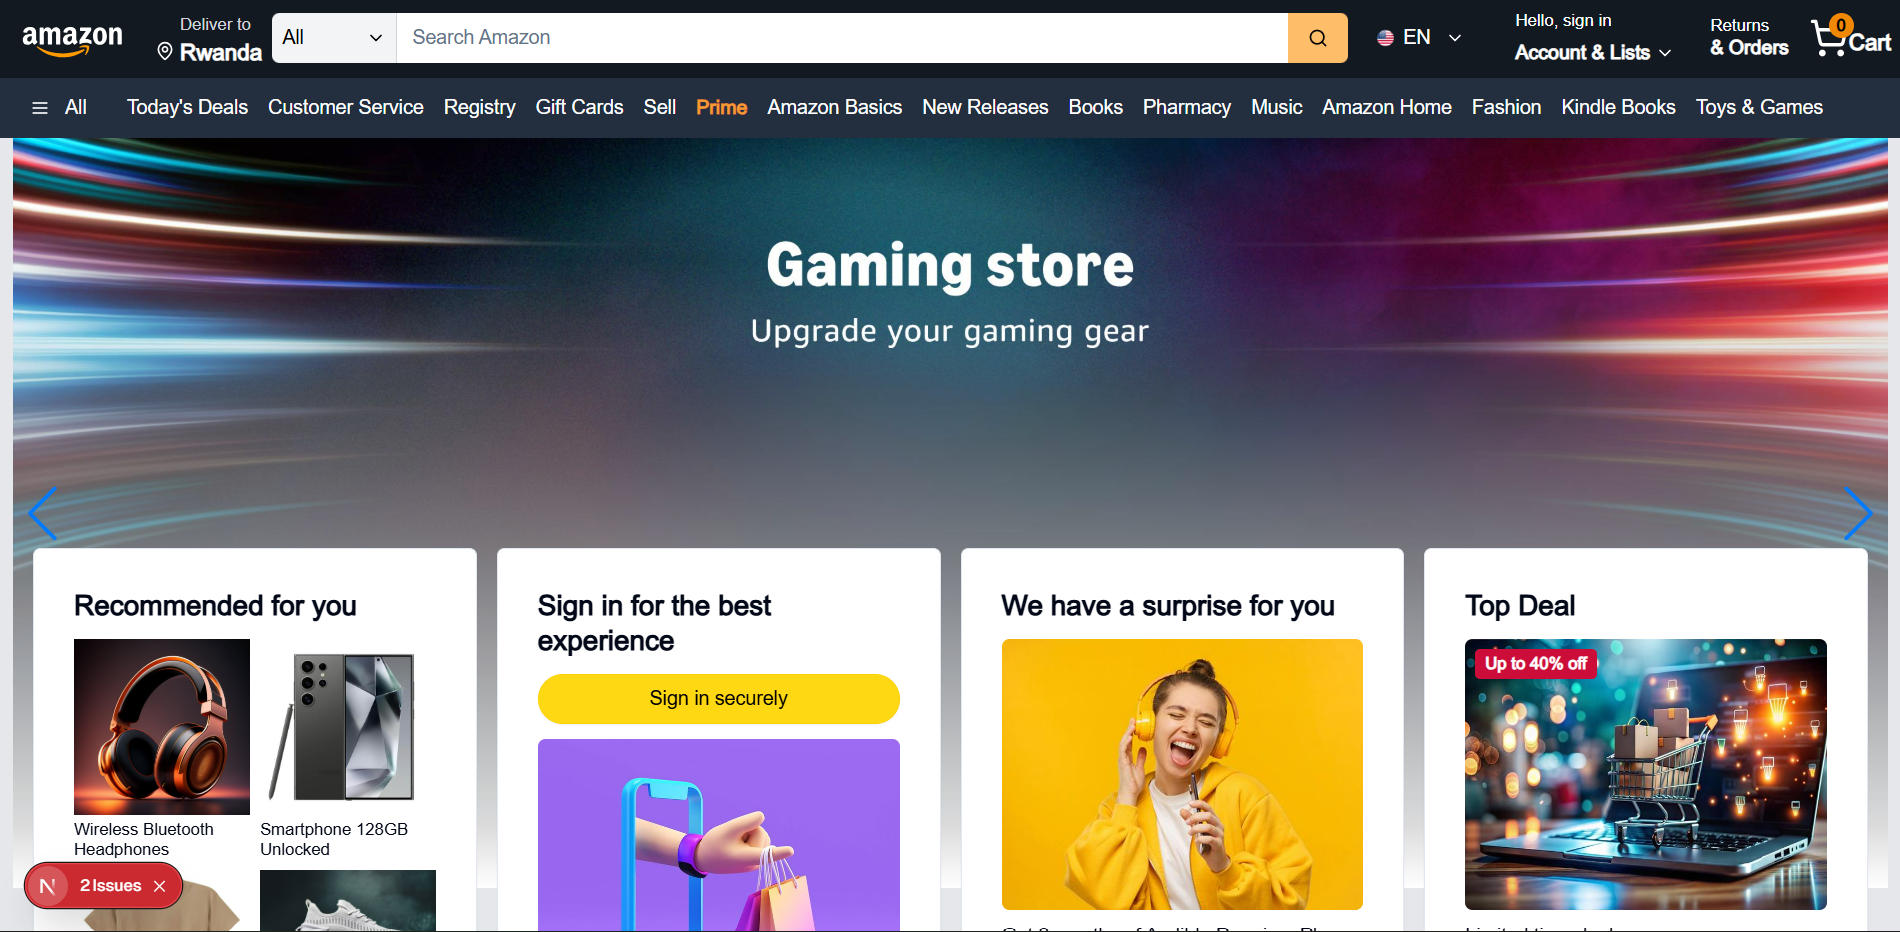 amazon
Deliver to
Rwanda
All
Search Amazon
EN
Hello, sign in
Account & Lists
Returns
& Orders
0
Cart
All
Today's Deals
Customer Service
Registry
Gift Cards
Sell
Prime
Amazon Basics
New Releases
Books
Pharmacy
Music
Amazon Home
Fashion
Kindle Books
Toys & Games
Gaming store
Upgrade your gaming gear
Recommended for you
Wireless Bluetooth
Headphones
Smartphone 128GB
Unlocked
Sign in for the best
experience
Sign in securely
We have a surprise for you
Top Deal
Up to 40% off
N
2 Issues